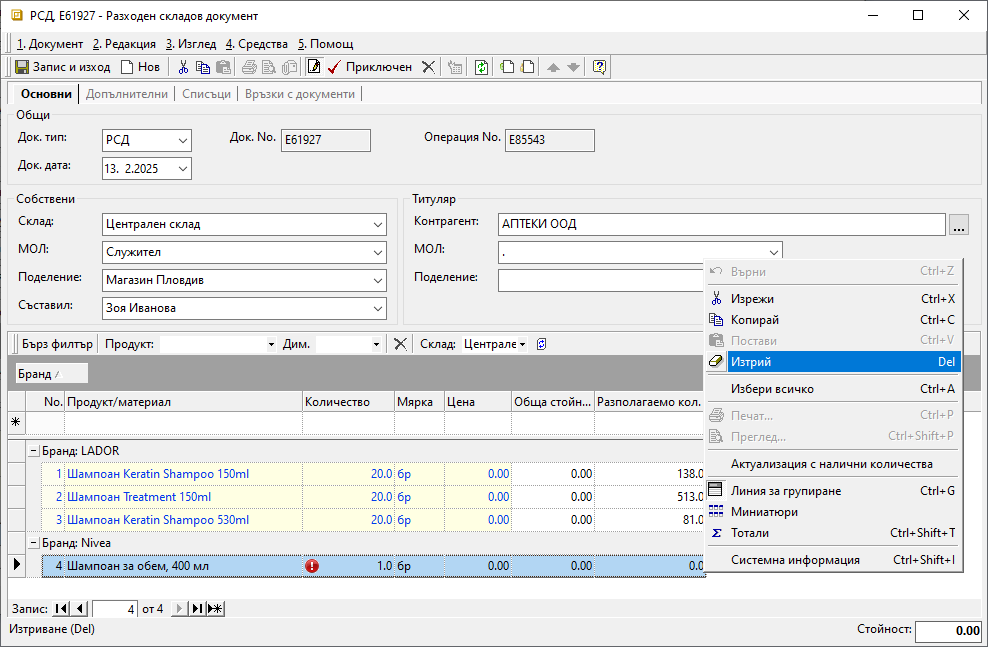 РСД, E61927 - Разходен складов документ
1. Документ 2. Редакция 3. Изглед 4. Средства 5. Помощ
Запис и изход Нов Приключен
Основни Допълнителни Списъци Връзки с документи
Общи
Док. тип: РСД Док. No. E61927 Операция No. E85543
Док. дата: 13. 2.2025
Собствени Титуляр
Склад: Централен склад Контрагент: АПТЕКИ ООД ...
МОЛ: Служител МОЛ: .
Поделение: Магазин Пловдив Поделение:
Съставил: Зоя Иванова
Бърз филтър Продукт: Дим. Склад: Централе
Бранд
No. Продукт/материал Количество Мярка Цена Обща стойн... Разполагаемо кол.
Бранд: LADOR
1 Шампоан Keratin Shampoo 150ml 20.0 бр 0.00 0.00 138.0
2 Шампоан Treatment 150ml 20.0 бр 0.00 0.00 513.0
3 Шампоан Keratin Shampoo 530ml 20.0 бр 0.00 0.00 81.0
Бранд: Nivea
4 Шампоан за обем, 400 мл 1.0 бр 0.00 0.00 0.0
Върни Ctrl+Z
Изрежи Ctrl+X
Копирай Ctrl+C
Постави Ctrl+V
Изтрий Del
Избери всичко Ctrl+A
Печат... Ctrl+P
Преглед... Ctrl+Shift+P
Актуализация с налични количества
Линия за групиране Ctrl+G
Миниатюри
Тотали Ctrl+Shift+T
Системна информация Ctrl+Shift+I
Запис: 4 от 4
Изтриване (Del) Стойност: 0.00